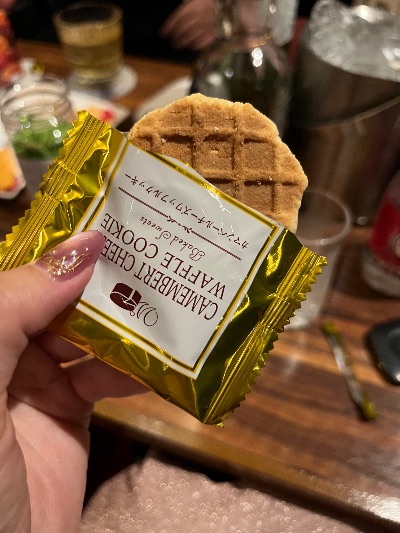 CAMEMBERT CHEE
WAFFLE COOKIE
Baked Sweets
カマンベールチーズワッフルクッキー